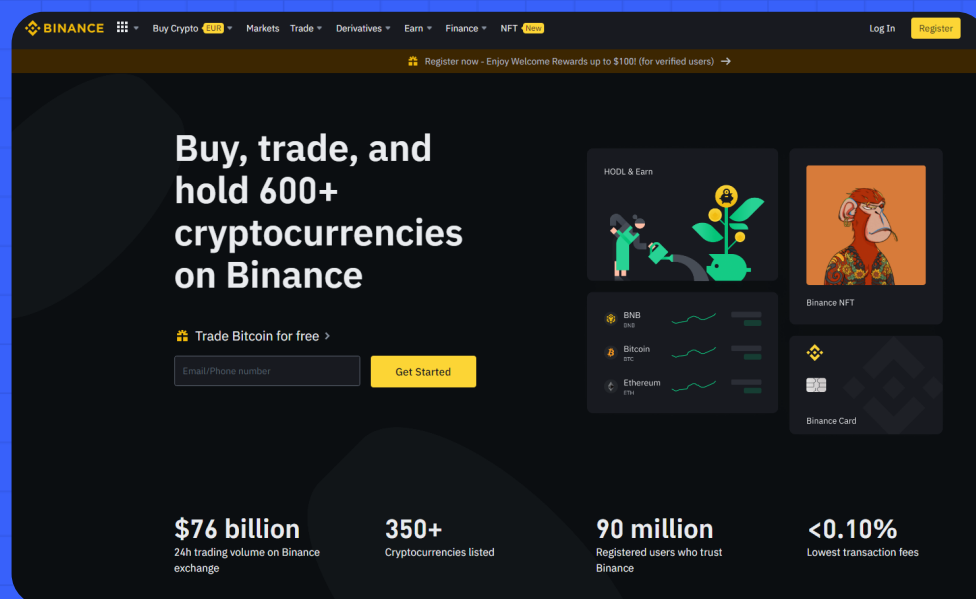 BINANCE Buy Crypto EUR Markets Trade Derivatives Earn Finance NFT New Log In Register
Register now - Enjoy Welcome Rewards up to $100! (for verified users) →
Buy, trade, and
hold 600+
cryptocurrencies
on Binance
Trade Bitcoin for free >
Email/Phone number
Get Started
HODL & Earn
BNB
BNB
Bitcoin
BTC
Ethereum
ETH
Binance NFT
Binance Card
$76 billion
24h trading volume on Binance
exchange
350+
Cryptocurrencies listed
90 million
Registered users who trust
Binance
<0.10%
Lowest transaction fees